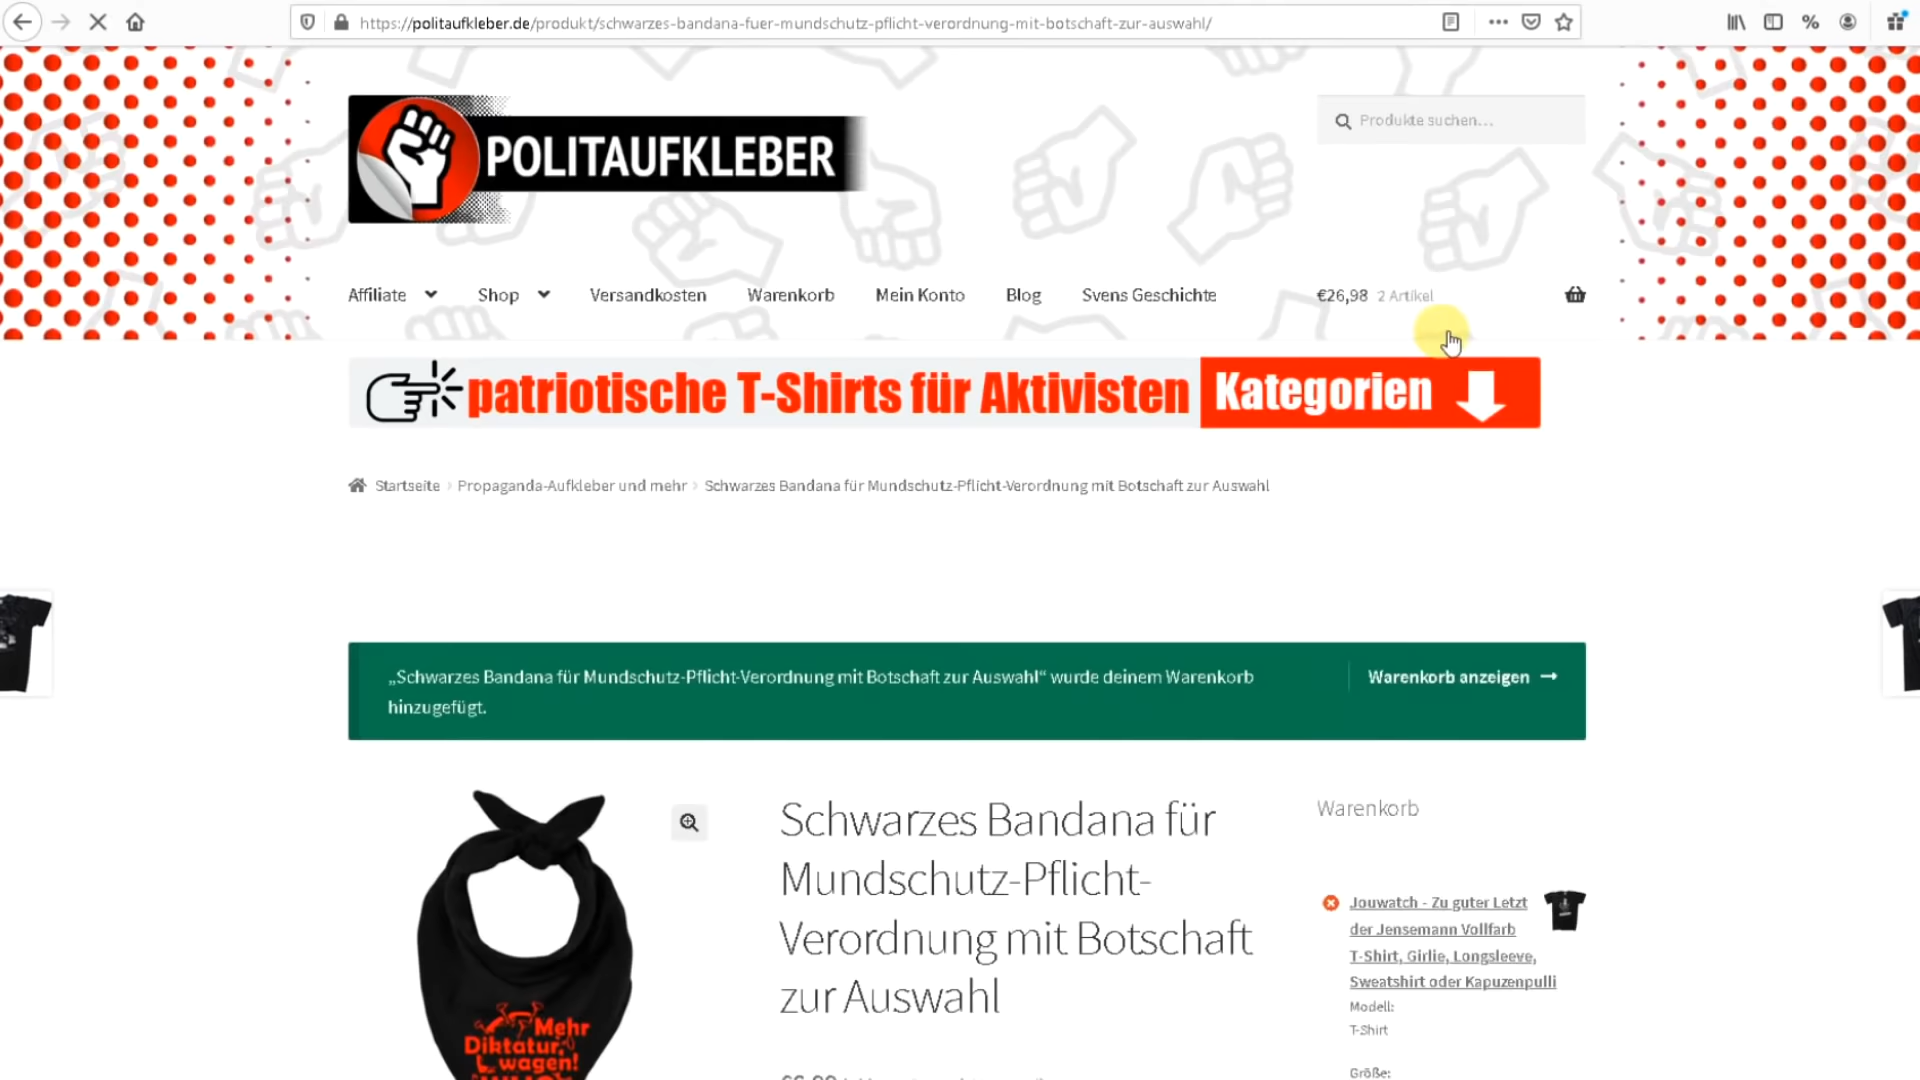 https://politaufkleber.de/produkt/schwarzes-bandana-fuer-mundschutz-pflicht-verordnung-mit-botschaft-zur-auswahl/
POLITAUFKLEBER
Produkte suchen...
Affiliate Shop Versandkosten Warenkorb Mein Konto Blog Svens Geschichte €26,98 2 Artikel
patriotische T-Shirts für Aktivisten Kategorien
Startseite › Propaganda-Aufkleber und mehr › Schwarzes Bandana für Mundschutz-Pflicht-Verordnung mit Botschaft zur Auswahl
„Schwarzes Bandana für Mundschutz-Pflicht-Verordnung mit Botschaft zur Auswahl“ wurde deinem Warenkorb
hinzugefügt.
Warenkorb anzeigen →
Schwarzes Bandana für
Mundschutz-Pflicht-
Verordnung mit Botschaft
zur Auswahl
Mehr
Diktatur
wagen!
Warenkorb
Jouwatch - Zu guter Letzt
der Jensemann Vollfarb
T-Shirt, Girlie, Longsleeve,
Sweatshirt oder Kapuzenpulli
Modell:
T-Shirt
Größe: